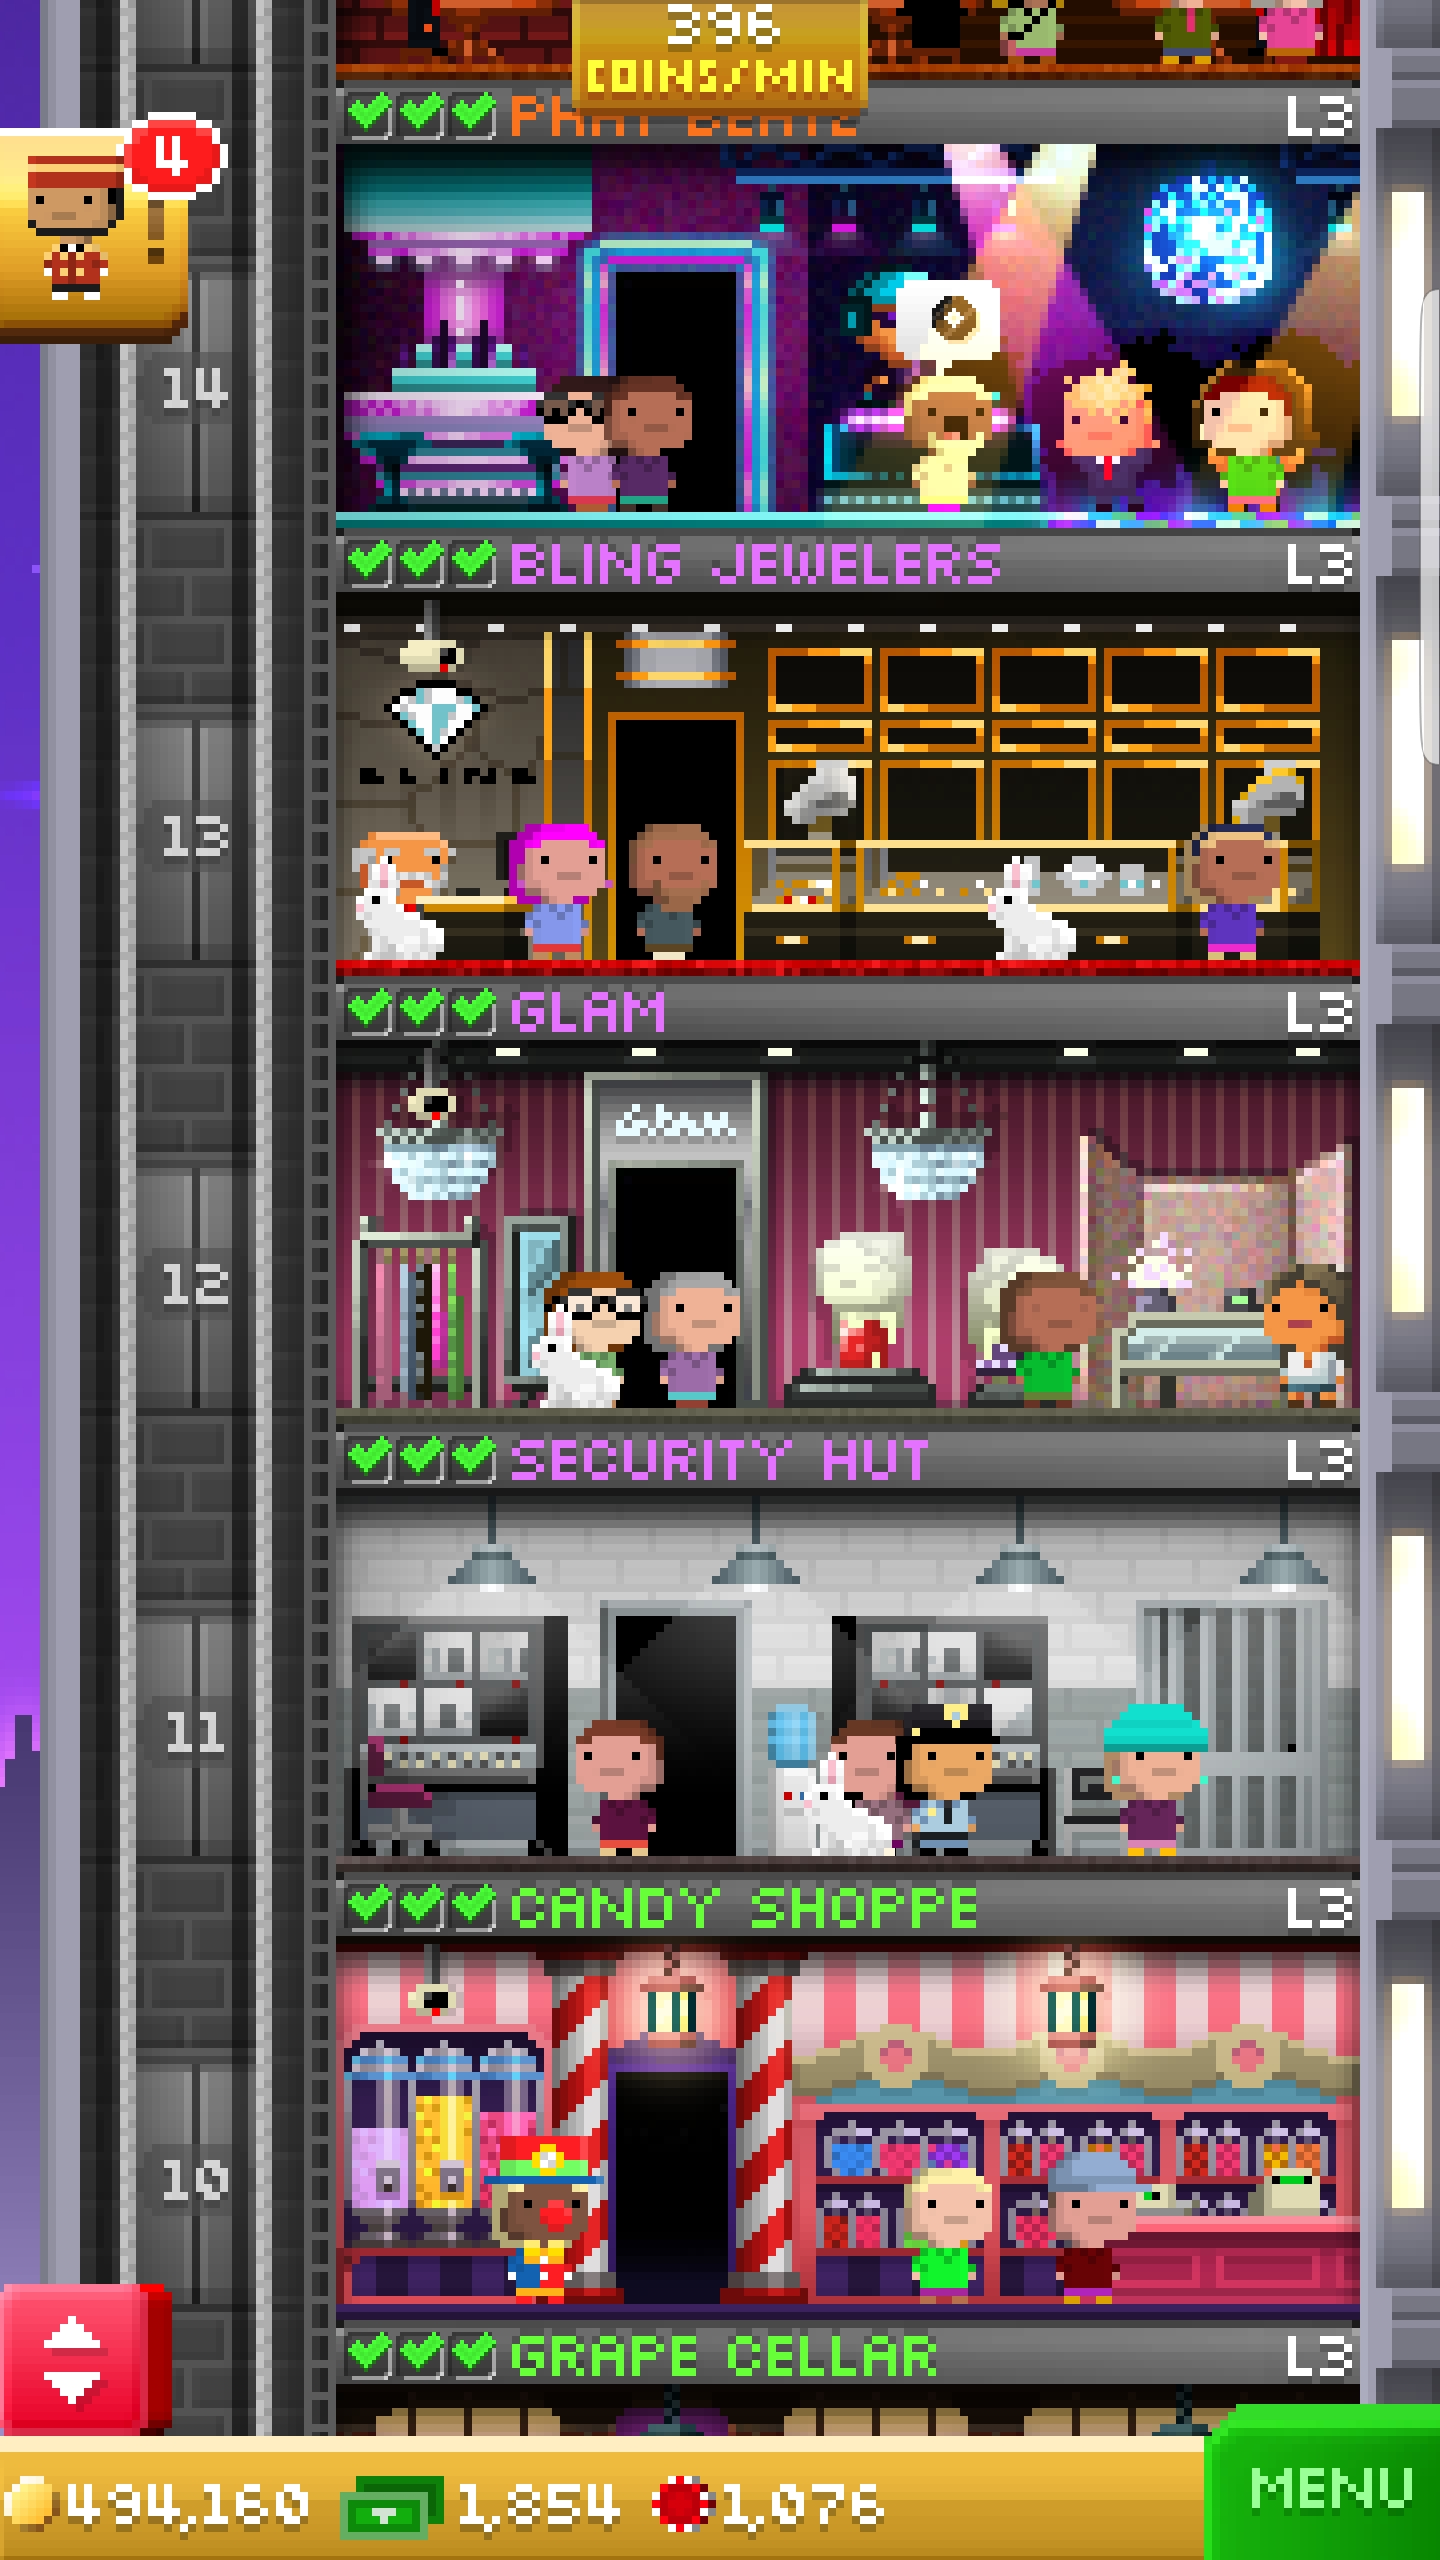 396
COINS/MIN
L3
4
14
BLING JEWELERS L3
BLING
13
GLAM L3
Glam
12
SECURITY HUT L3
11
CANDY SHOPPE L3
10
GRAPE CELLAR L3
494,160 1,854 1,076
MENU